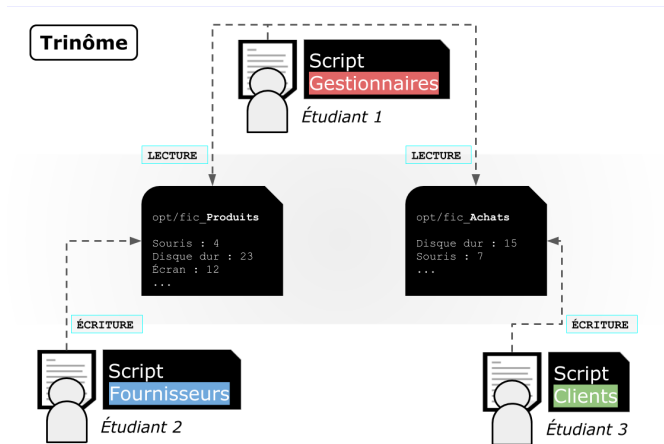 Trinôme
Script
Gestionnaires
Étudiant 1
LECTURE
LECTURE
opt/fic_Produits
Souris : 4
Disque dur : 23
Écran : 12
...
opt/fic_Achats
Disque dur : 15
Souris : 7
...
ÉCRITURE
ÉCRITURE
Script
Fournisseurs
Étudiant 2
Script
Clients
Étudiant 3